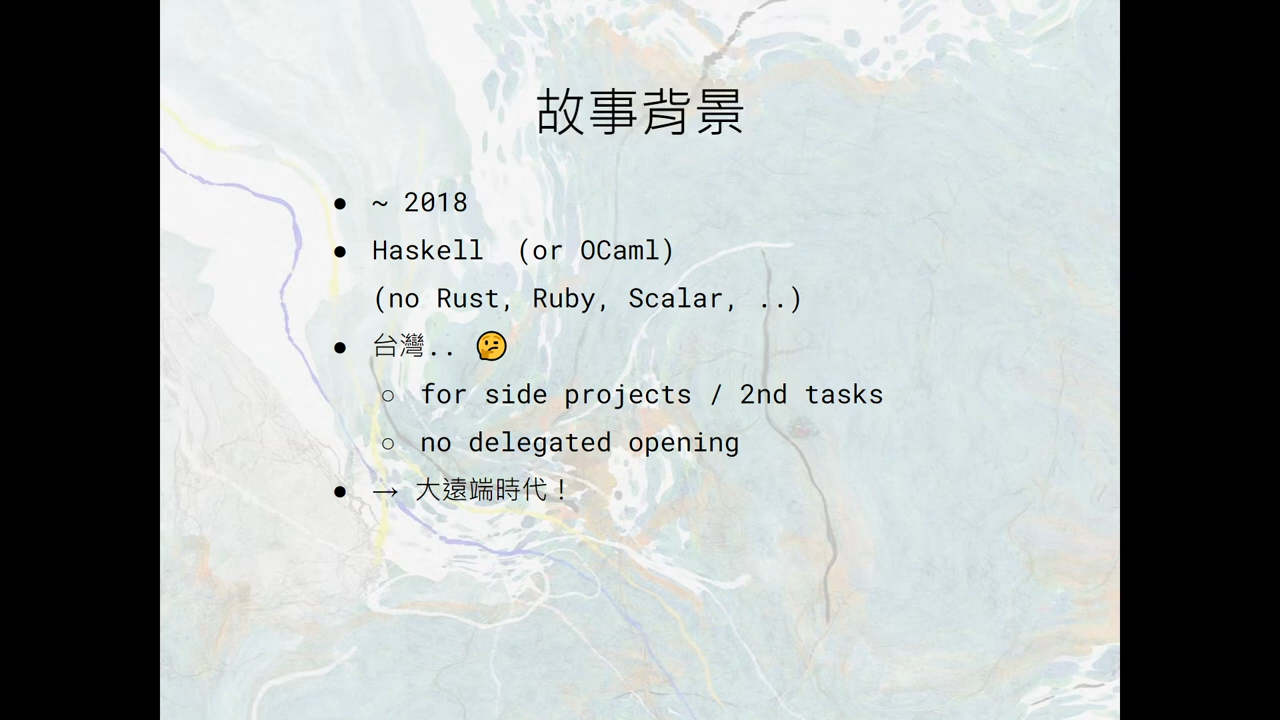 故事背景
● ~ 2018
● Haskell  (or OCaml)
(no Rust, Ruby, Scalar, ..)
● 台灣.. 🤔
○ for side projects / 2nd tasks
○ no delegated opening
● → 大遠端時代！